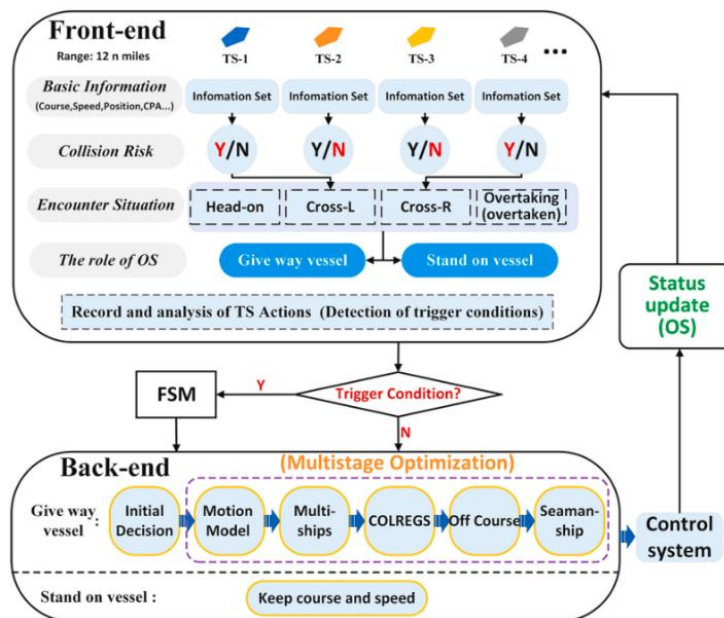 Front-end
Range: 12 n miles
TS-1
TS-2
TS-3
TS-4
Basic Information
(Course,Speed,Position,CPA...)
Infomation Set
Infomation Set
Infomation Set
Infomation Set
Collision Risk
Y/N
Y/N
Y/N
Y/N
Encounter Situation
Head-on
Cross-L
Cross-R
Overtaking
(overtaken)
The role of OS
Give way vessel
Stand on vessel
Record and analysis of TS Actions (Detection of trigger conditions)
Status
update
(OS)
FSM
Y
Trigger Condition?
N
Back-end
(Multistage Optimization)
Give way
vessel :
Initial
Decision
Motion
Model
Multi-
ships
COLREGS
Off Course
Seaman-
ship
Control
system
Stand on vessel :
Keep course and speed